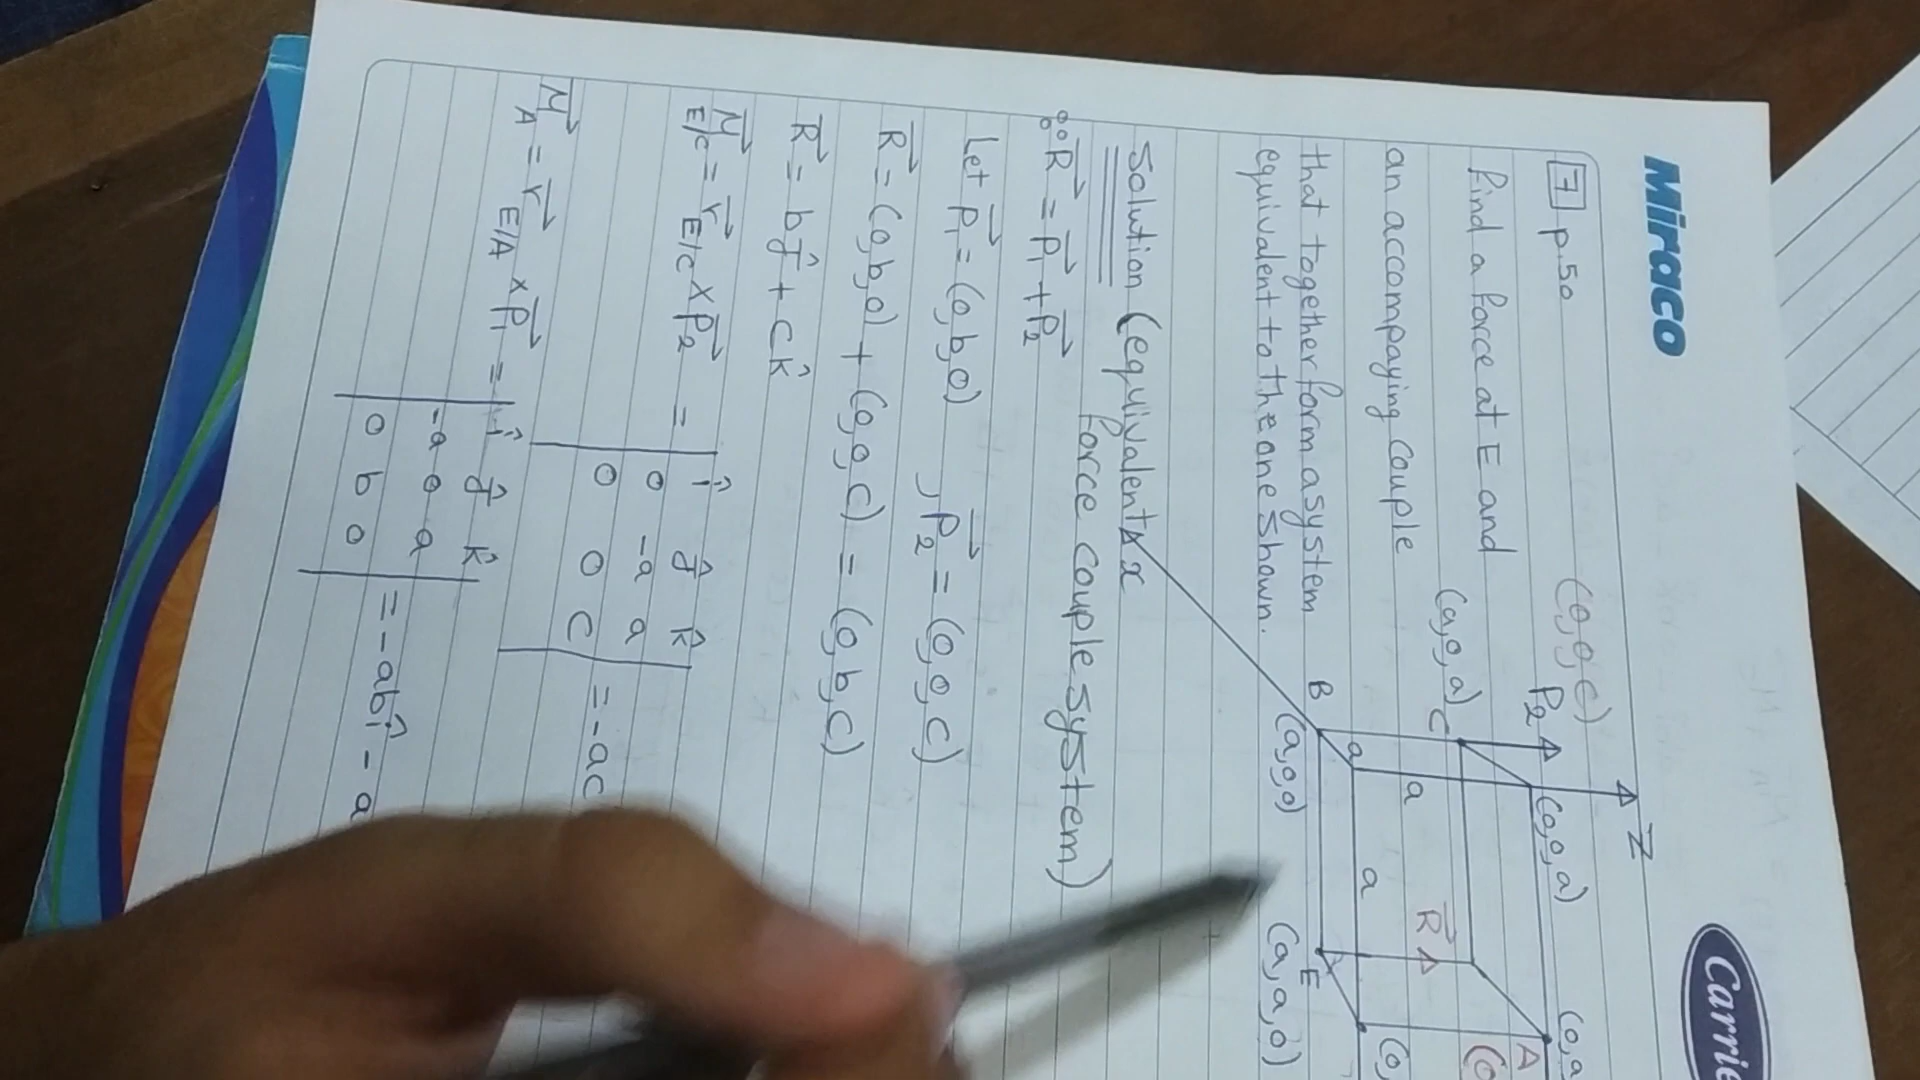 Miraco
Carrie
7 p.50
Find a force at E and
an accompaying couple
that together form a system
equivalent to the one shown.
(0,0,c)
P₂
Z
(a,0,a) C
(0,0,a)
(0,a
A
a
a
a
R⃗
B
(a,0,0)
E
(a,a,0)
(0,
x
Solution (equivalent
force couple system)
∴ R⃗ = P⃗₁ + P⃗₂
Let P⃗₁ = (0,b,0) , P⃗₂ = (0,0,c)
R⃗ = (0,b,0) + (0,0,c) = (0,b,c)
R⃗ = bĵ + ck̂
M⃗ E/c = r⃗ E/c × P⃗₂ = | î ĵ k̂
0 -a a
0 0 C | = -ac
M⃗ A = r⃗ E/A × P⃗₁ = | î ĵ k̂
-a 0 a
0 b 0 | = -abî - a